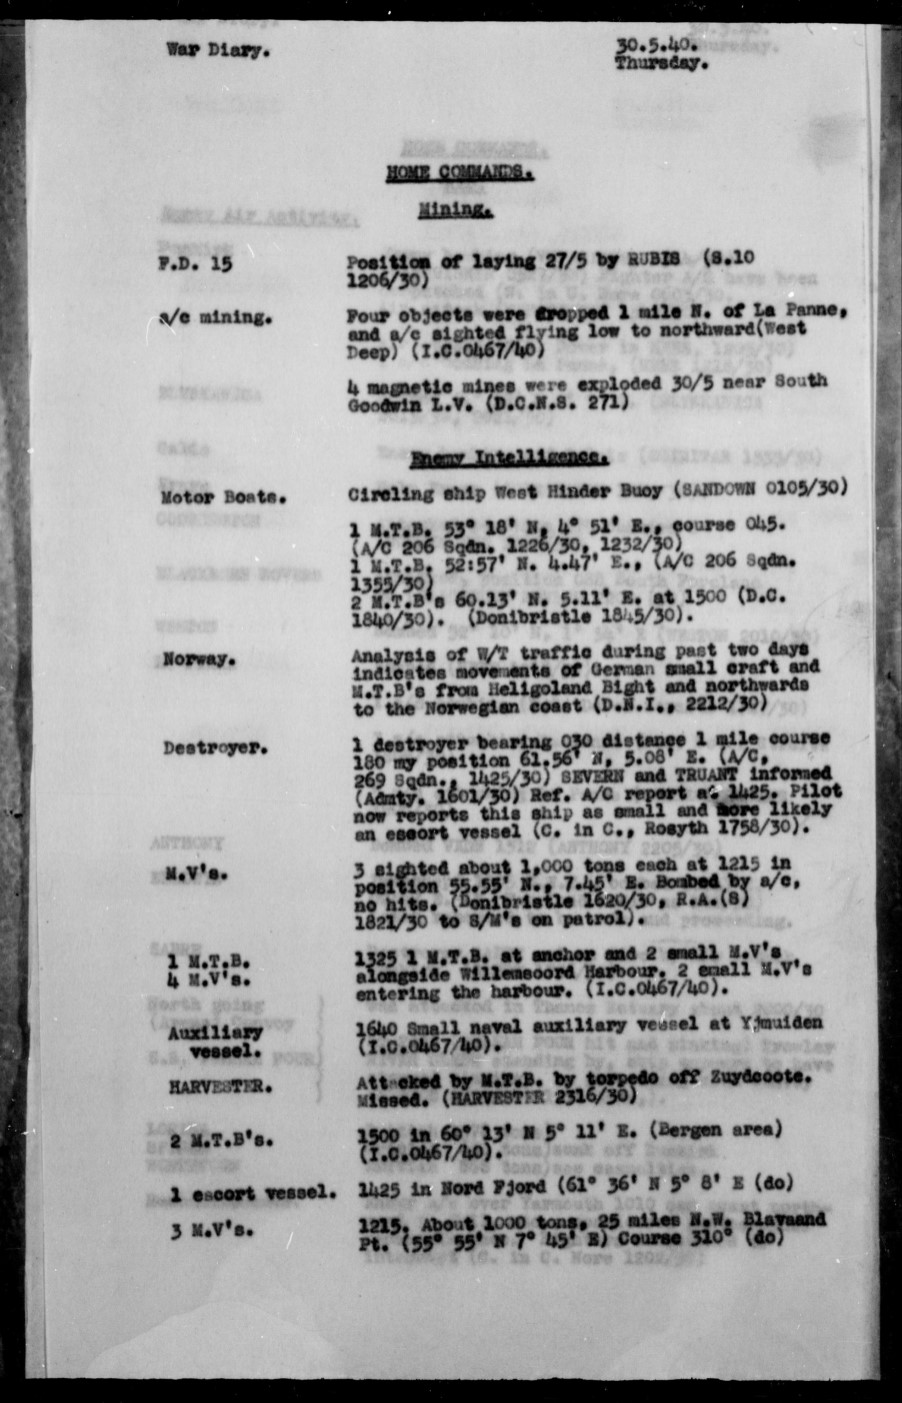 War Diary. 30.5.40.
Thursday.
HOME COMMANDS.
Mining.
F.D. 15 Position of laying 27/5 by RUBIS (S.10
1206/30)
a/c mining. Four objects were dropped 1 mile N. of La Panne,
and a/c sighted flying low to northward(West
Deep) (I.C.0467/40)
4 magnetic mines were exploded 30/5 near South
Goodwin L.V. (D.C.N.S. 271)
Enemy Intelligence.
Motor Boats. Circling ship West Hinder Buoy (SANDOWN 0105/30)
1 M.T.B. 53° 18' N, 4° 51' E., course 045.
(A/C 206 Sqdn. 1226/30, 1232/30)
1 M.T.B. 52:57' N. 4.47' E., (A/C 206 Sqdn.
1355/30)
2 M.T.B's 60.13' N. 5.11' E. at 1500 (D.C.
1840/30). (Donibristle 1845/30).
Norway. Analysis of W/T traffic during past two days
indicates movements of German small craft and
M.T.B's from Heligoland Bight and northwards
to the Norwegian coast (D.N.I., 2212/30)
Destroyer. 1 destroyer bearing 030 distance 1 mile course
180 my position 61.56' N, 5.08' E. (A/C,
269 Sqdn., 1425/30) SEVERN and TRUANT informed
(Admty. 1601/30) Ref. A/C report at 1425. Pilot
now reports this ship as small and more likely
an escort vessel (C. in C., Rosyth 1758/30).
M.V's. 3 sighted about 1,000 tons each at 1215 in
position 55.55' N., 7.45' E. Bombed by a/c,
no hits. (Donibristle 1620/30, R.A.(S)
1821/30 to S/M's on patrol).
1 M.T.B. 1325 1 M.T.B. at anchor and 2 small M.V's
4 M.V's. alongside Willemsoord Harbour. 2 small M.V's
entering the harbour. (I.C.0467/40).
Auxiliary 1640 Small naval auxiliary vessel at Yjmuiden
vessel. (I.C.0467/40).
HARVESTER. Attacked by M.T.B. by torpedo off Zuydcoote.
Missed. (HARVESTER 2316/30)
2 M.T.B's. 1500 in 60° 13' N 5° 11' E. (Bergen area)
(I.C.0467/40).
1 escort vessel. 1425 in Nord Fjord (61° 36' N 5° 8' E (do)
3 M.V's. 1215. About 1000 tons, 25 miles N.W. Blavaand
Pt. (55° 55' N 7° 45' E) Course 310° (do)